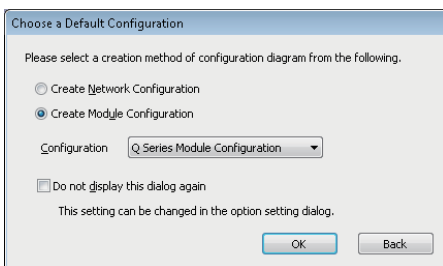 Choose a Default Configuration
Please select a creation method of configuration diagram from the following.
Create Network Configuration
Create Module Configuration
Configuration Q Series Module Configuration
Do not display this dialog again
This setting can be changed in the option setting dialog.
OK Back